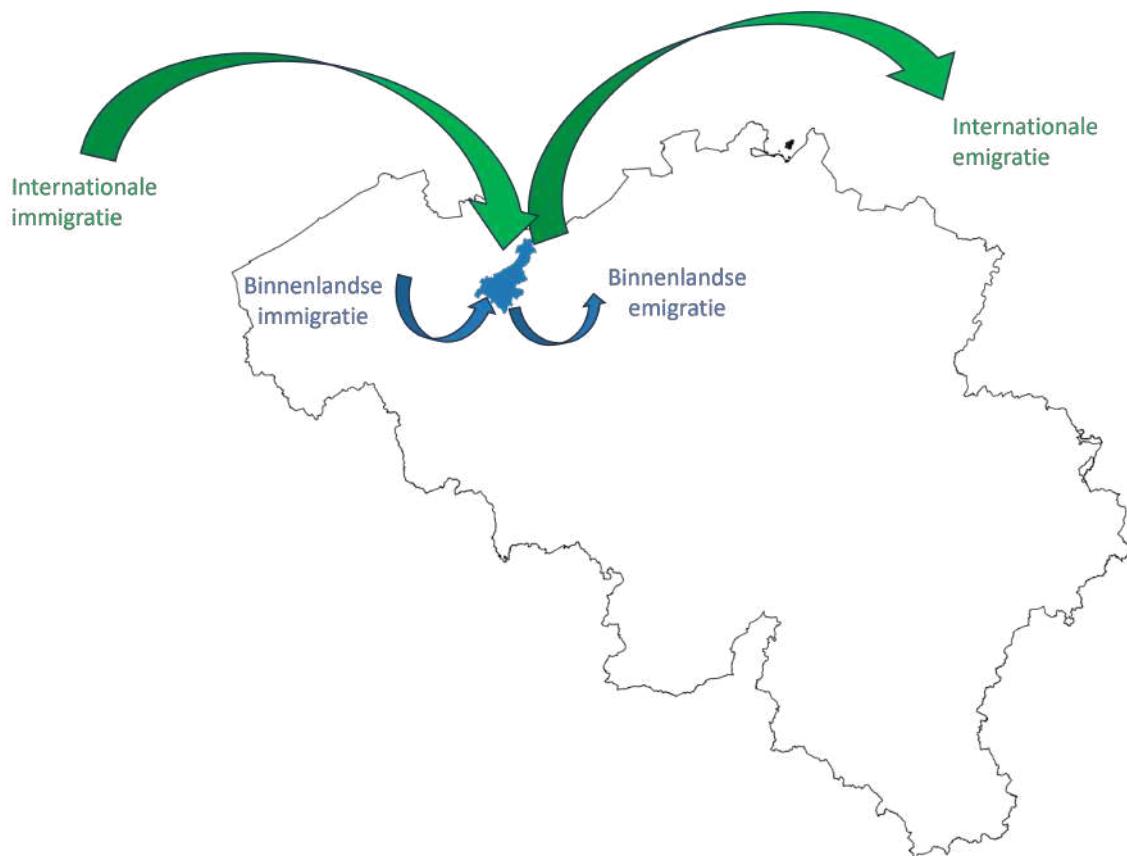 Internationale
immigratie
Internationale
emigratie
Binnenlandse
immigratie
Binnenlandse
emigratie